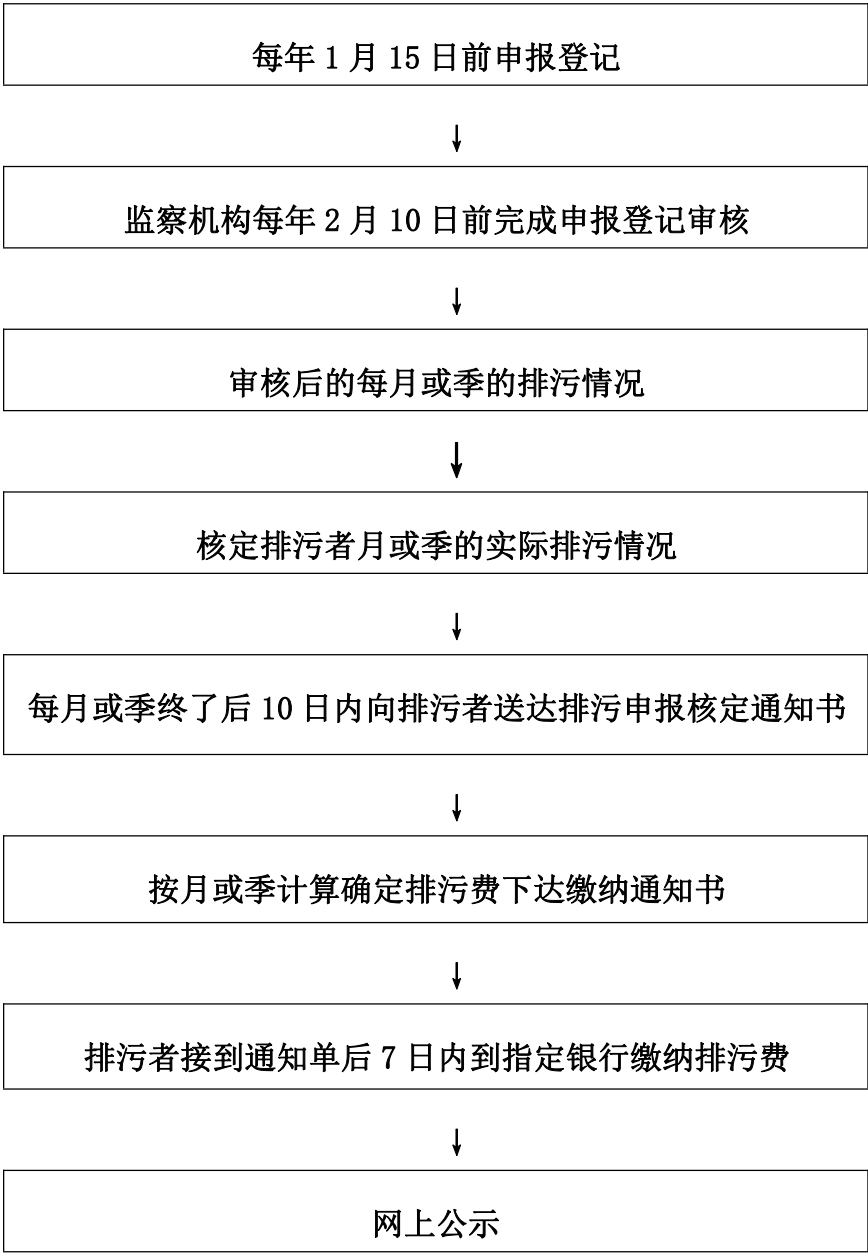 每年 1 月 15 日前申报登记
↓
监察机构每年 2 月 10 日前完成申报登记审核
↓
审核后的每月或季的排污情况
↓
核定排污者月或季的实际排污情况
↓
每月或季终了后 10 日内向排污者送达排污申报核定通知书
↓
按月或季计算确定排污费下达缴纳通知书
↓
排污者接到通知单后 7 日内到指定银行缴纳排污费
↓
网上公示